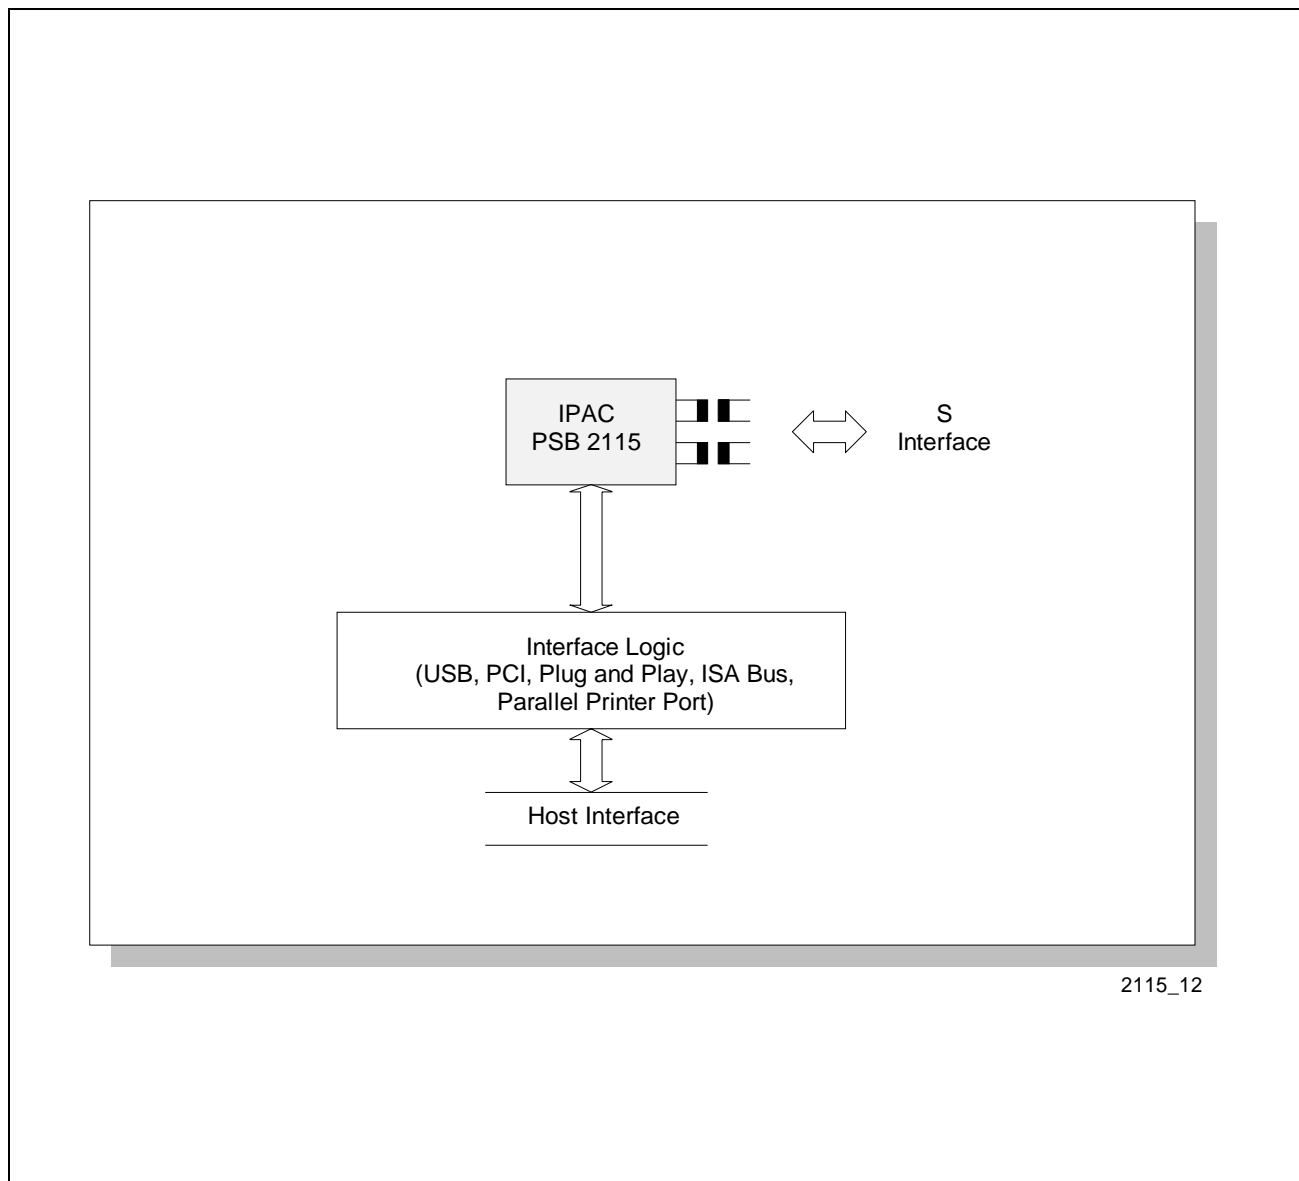 IPAC
PSB 2115
S
Interface
Interface Logic
(USB, PCI, Plug and Play, ISA Bus,
Parallel Printer Port)
Host Interface
2115_12